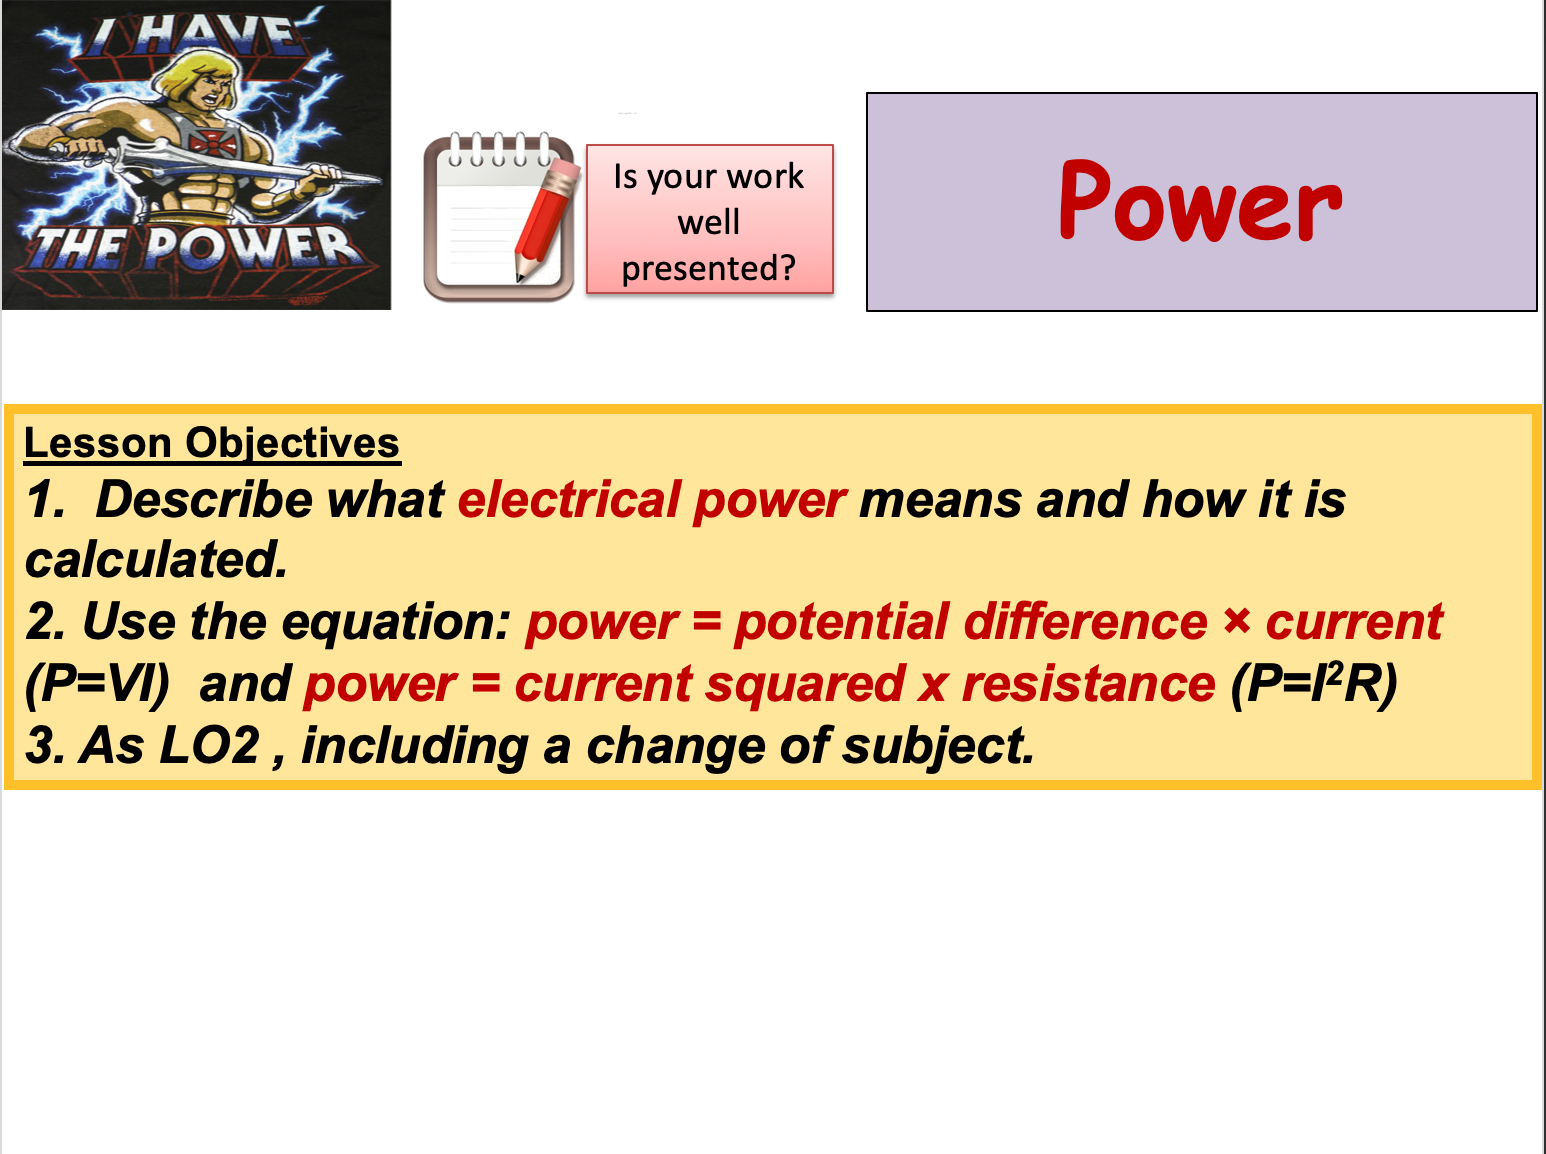 I HAVE
THE POWER
Is your work
well
presented?
Power
Lesson Objectives
1.  Describe what electrical power means and how it is
calculated.
2. Use the equation: power = potential difference × current
(P=VI)  and power = current squared x resistance (P=I²R)
3. As LO2 , including a change of subject.